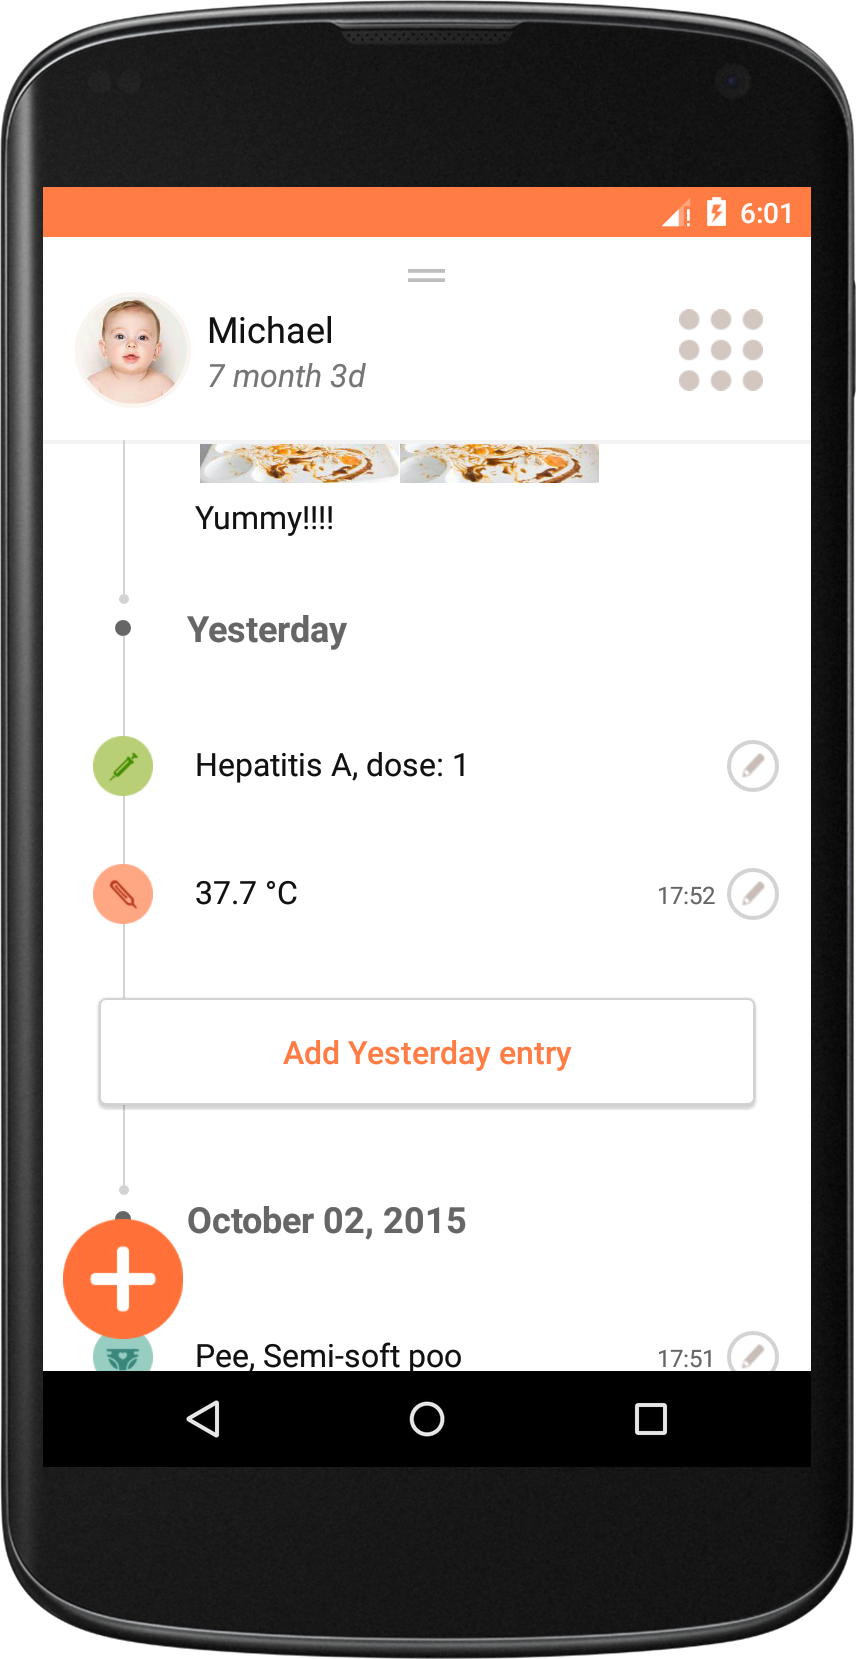 6:01
Michael
7 month 3d
Yummy!!!!
Yesterday
Hepatitis A, dose: 1
37.7 °C 17:52
Add Yesterday entry
October 02, 2015
Pee, Semi-soft poo 17:51